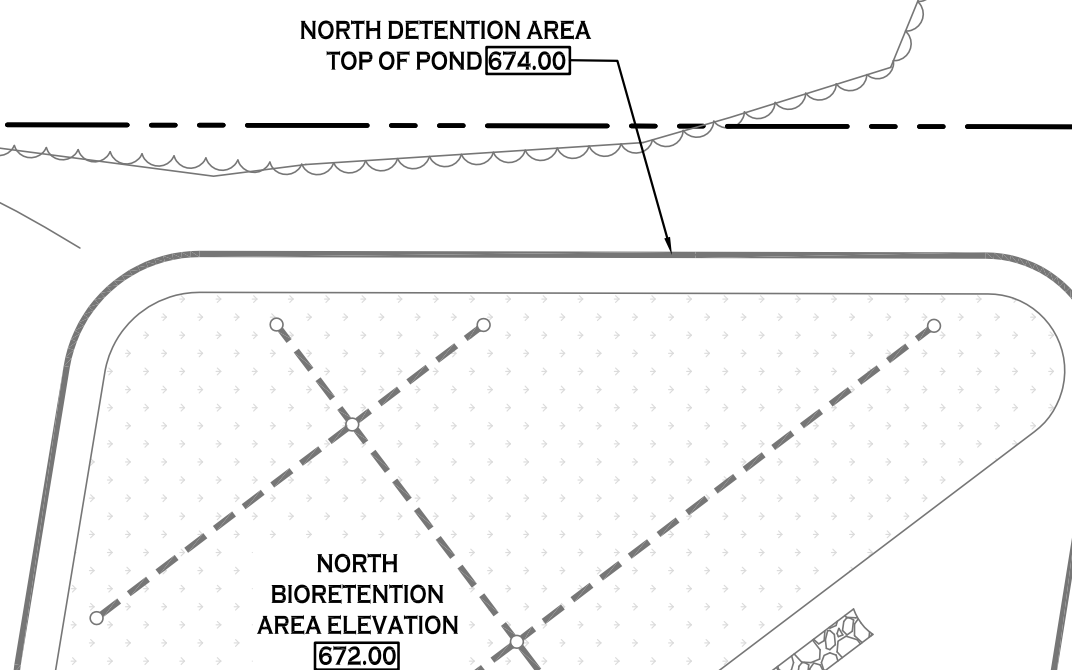 NORTH DETENTION AREA
TOP OF POND 674.00
NORTH
BIORETENTION
AREA ELEVATION
672.00